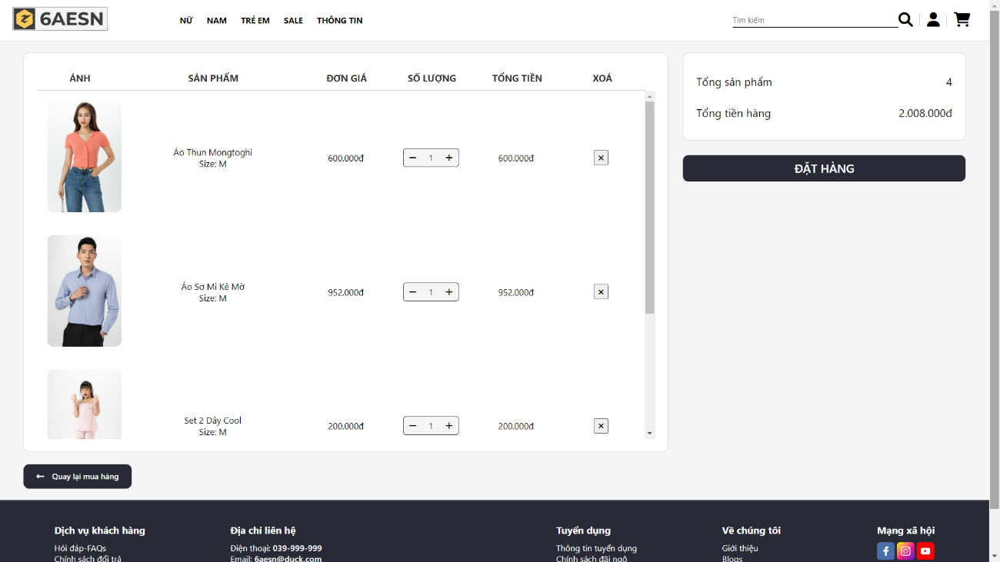 6AESN
NỮ NAM TRẺ EM SALE THÔNG TIN
Tìm kiếm
ẢNH SẢN PHẨM ĐƠN GIÁ SỐ LƯỢNG TỔNG TIỀN XOÁ
Áo Thun Mongtoghi
Size: M
600.000đ 1 600.000đ
Áo Sơ Mi Kẻ Mờ
Size: M
952.000đ 1 952.000đ
Set 2 Dây Cool
Size: M
200.000đ 1 200.000đ
Tổng sản phẩm 4
Tổng tiền hàng 2.008.000đ
ĐẶT HÀNG
Quay lại mua hàng
Dịch vụ khách hàng
Hỏi đáp-FAQs
Chính sách đổi trả
Địa chỉ liên hệ
Điện thoại: 039-999-999
Email: 6aesn@duck.com
Tuyển dụng
Thông tin tuyển dụng
Chính sách đãi ngộ
Về chúng tôi
Giới thiệu
Blogs
Mạng xã hội